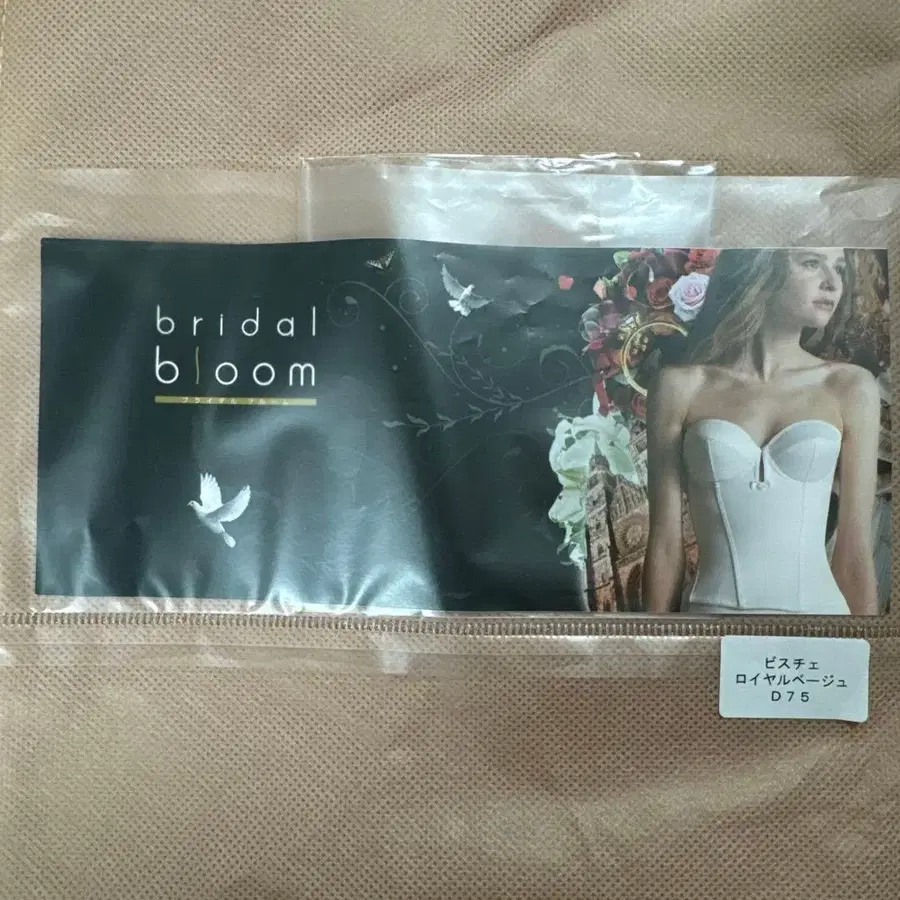 bridal
bloom
ブライダル ブルーム
ビスチェ
ロイヤルベージュ
D75